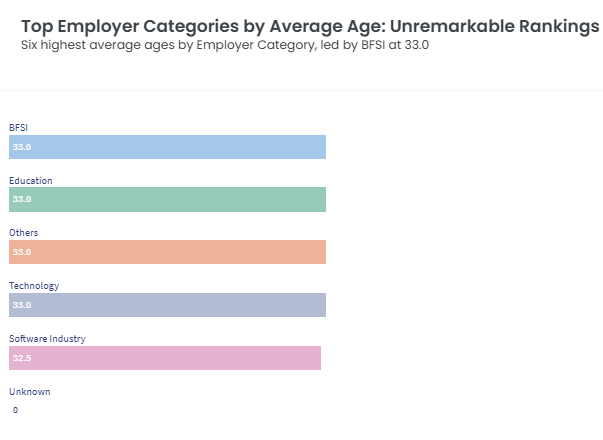 Top Employer Categories by Average Age: Unremarkable Rankings
Six highest average ages by Employer Category, led by BFSI at 33.0
BFSI
33.0
Education
33.0
Others
33.0
Technology
33.0
Software Industry
32.5
Unknown
0